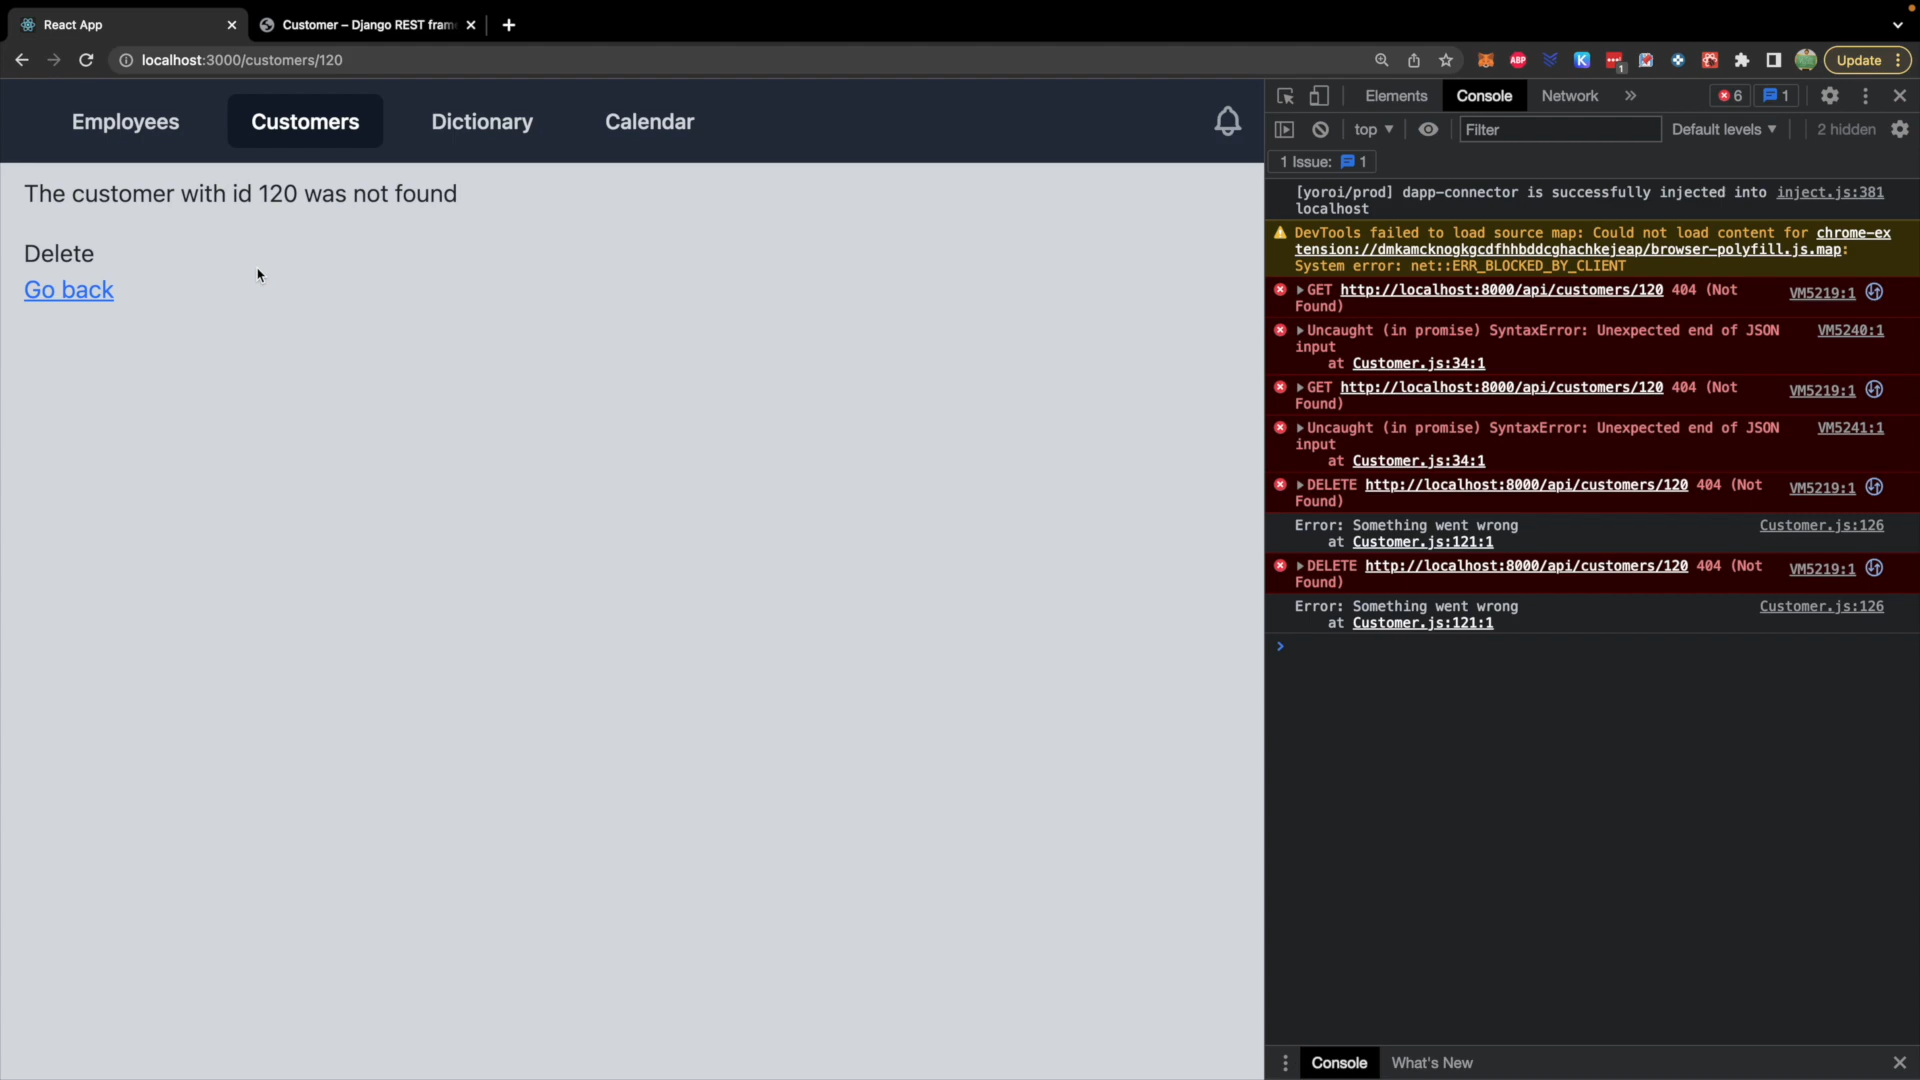 React App
Customer – Django REST fram
localhost:3000/customers/120
ABP
K
1
Update
Employees
Customers
Dictionary
Calendar
The customer with id 120 was not found
Delete
Go back
Elements
Console
Network
6
1
top
Filter
Default levels
2 hidden
1 Issue:
1
[yoroi/prod] dapp-connector is successfully injected into inject.js:381
localhost
DevTools failed to load source map: Could not load content for chrome-ex
tension://dmkamcknogkgcdfhhbddcghachkejeap/browser-polyfill.js.map:
System error: net::ERR_BLOCKED_BY_CLIENT
GET http://localhost:8000/api/customers/120 404 (Not VM5219:1
Found)
Uncaught (in promise) SyntaxError: Unexpected end of JSON VM5240:1
input
at Customer.js:34:1
GET http://localhost:8000/api/customers/120 404 (Not VM5219:1
Found)
Uncaught (in promise) SyntaxError: Unexpected end of JSON VM5241:1
input
at Customer.js:34:1
DELETE http://localhost:8000/api/customers/120 404 (Not VM5219:1
Found)
Error: Something went wrong Customer.js:126
at Customer.js:121:1
DELETE http://localhost:8000/api/customers/120 404 (Not VM5219:1
Found)
Error: Something went wrong Customer.js:126
at Customer.js:121:1
Console
What's New